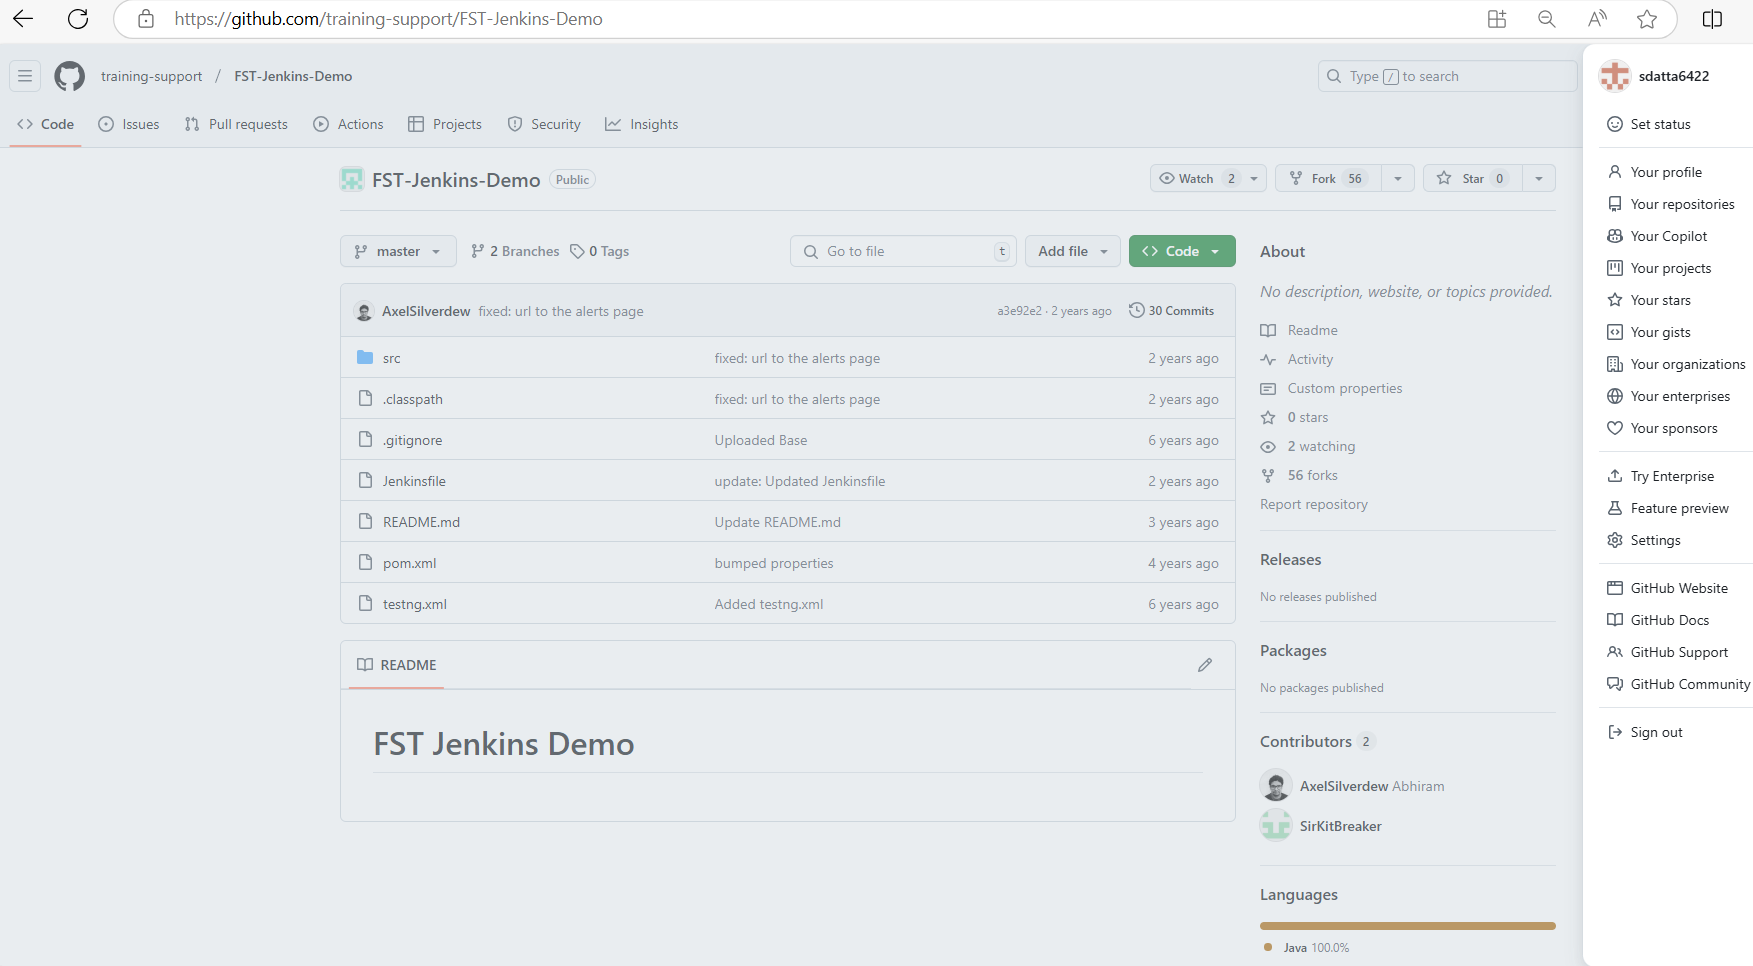 https://github.com/training-support/FST-Jenkins-Demo
training-support / FST-Jenkins-Demo
Type / to search
Code Issues Pull requests Actions Projects Security Insights
FST-Jenkins-Demo Public
Watch 2 Fork 56 Star 0
master 2 Branches 0 Tags Go to file t Add file Code
AxelSilverdew fixed: url to the alerts page a3e92e2 · 2 years ago 30 Commits
src fixed: url to the alerts page 2 years ago
.classpath fixed: url to the alerts page 2 years ago
.gitignore Uploaded Base 6 years ago
Jenkinsfile update: Updated Jenkinsfile 2 years ago
README.md Update README.md 3 years ago
pom.xml bumped properties 4 years ago
testng.xml Added testng.xml 6 years ago
README
FST Jenkins Demo
About
No description, website, or topics provided.
Readme
Activity
Custom properties
0 stars
2 watching
56 forks
Report repository
Releases
No releases published
Packages
No packages published
Contributors 2
AxelSilverdew Abhiram
SirKitBreaker
Languages
Java 100.0%
sdatta6422
Set status
Your profile
Your repositories
Your Copilot
Your projects
Your stars
Your gists
Your organizations
Your enterprises
Your sponsors
Try Enterprise
Feature preview
Settings
GitHub Website
GitHub Docs
GitHub Support
GitHub Community
Sign out